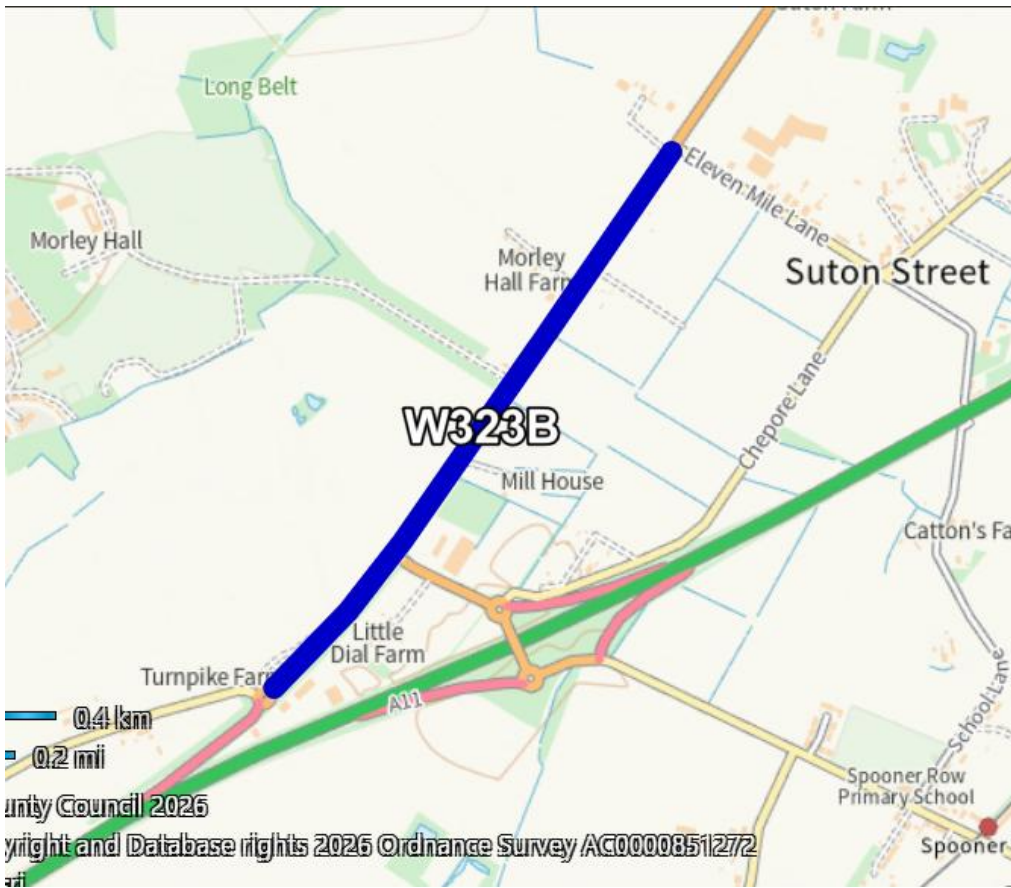 Long Belt
Morley Hall
Morley
Hall Farm
Eleven Mile Lane
Suton Street
Chepore Lane
W323B
Mill House
Catton's Fa
Little
Dial Farm
Turnpike Farm
A11
School Lane
0.4 km
0.2 mi
Spooner Row
Primary School
Spooner
unty Council 2026
yright and Database rights 2026 Ordnance Survey AC0000851272